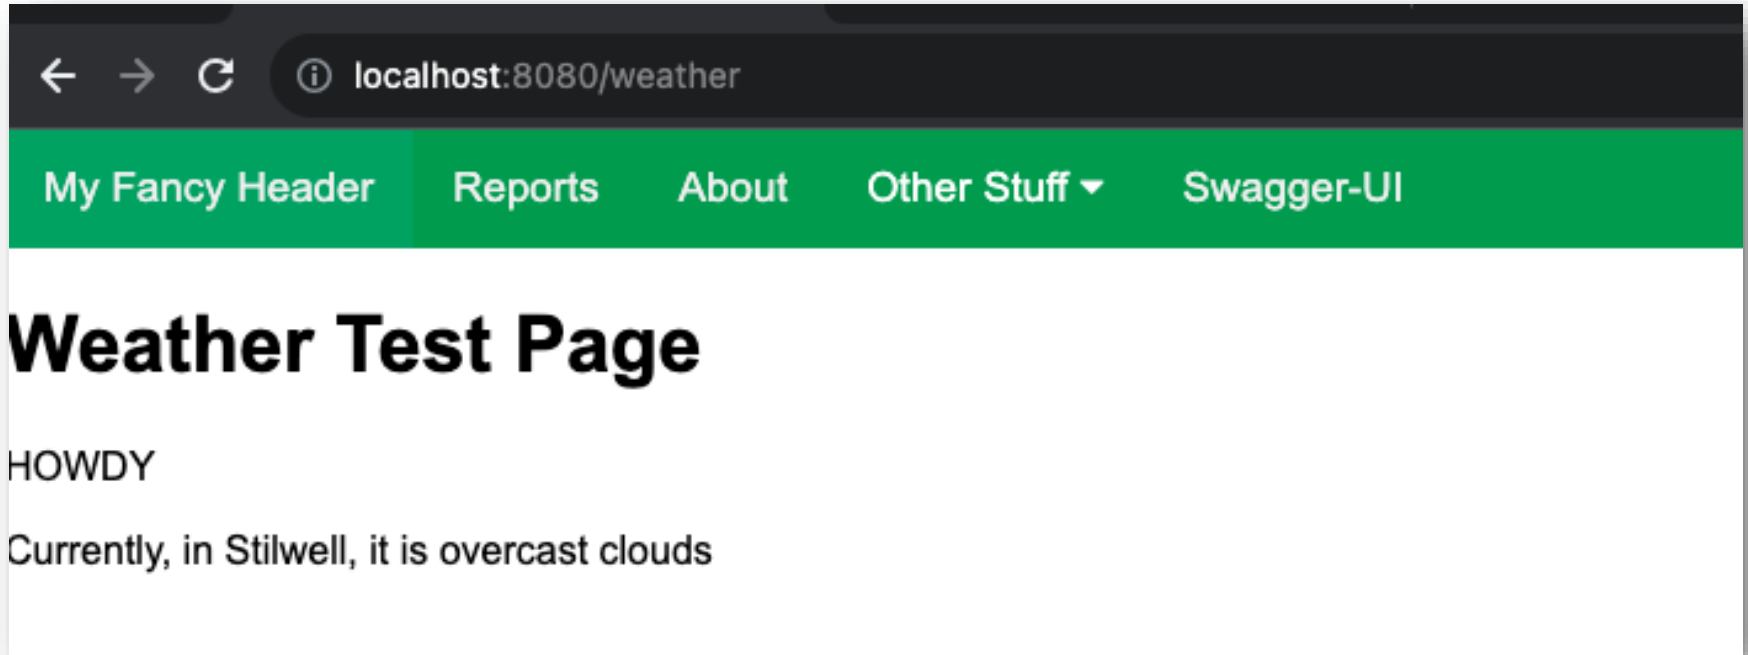 localhost:8080/weather
My Fancy Header Reports About Other Stuff Swagger-UI
Weather Test Page
HOWDY
Currently, in Stilwell, it is overcast clouds